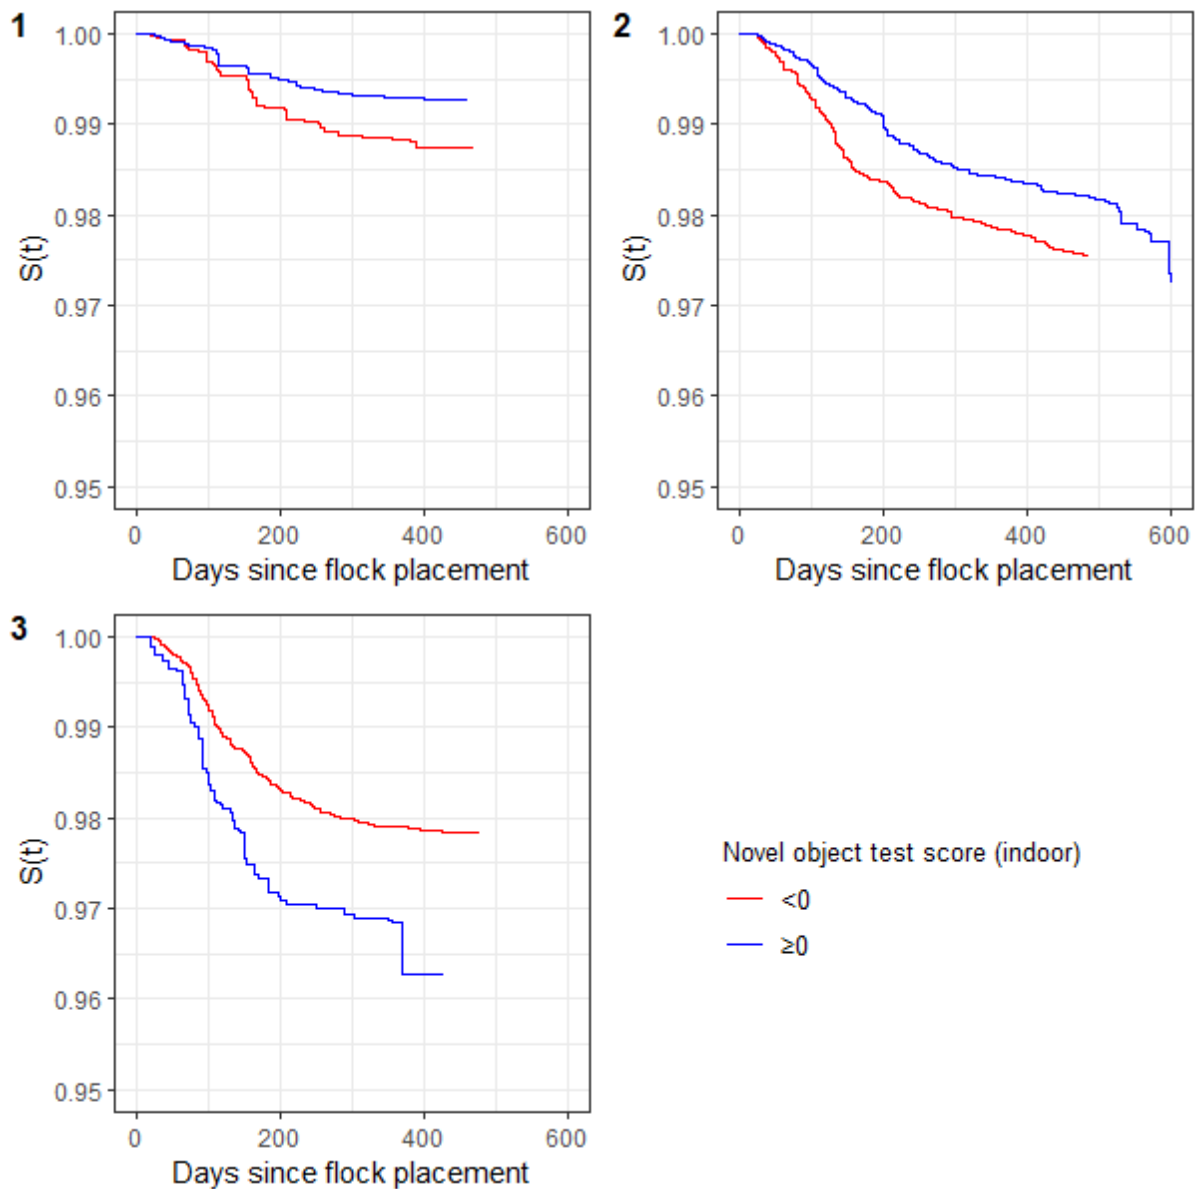 1
1.00
0.99
0.98
0.97
0.96
0.95
S(t)
0 200 400 600
Days since flock placement
2
1.00
0.99
0.98
0.97
0.96
0.95
S(t)
0 200 400 600
Days since flock placement
3
1.00
0.99
0.98
0.97
0.96
0.95
S(t)
0 200 400 600
Days since flock placement
Novel object test score (indoor)
<0
≥0